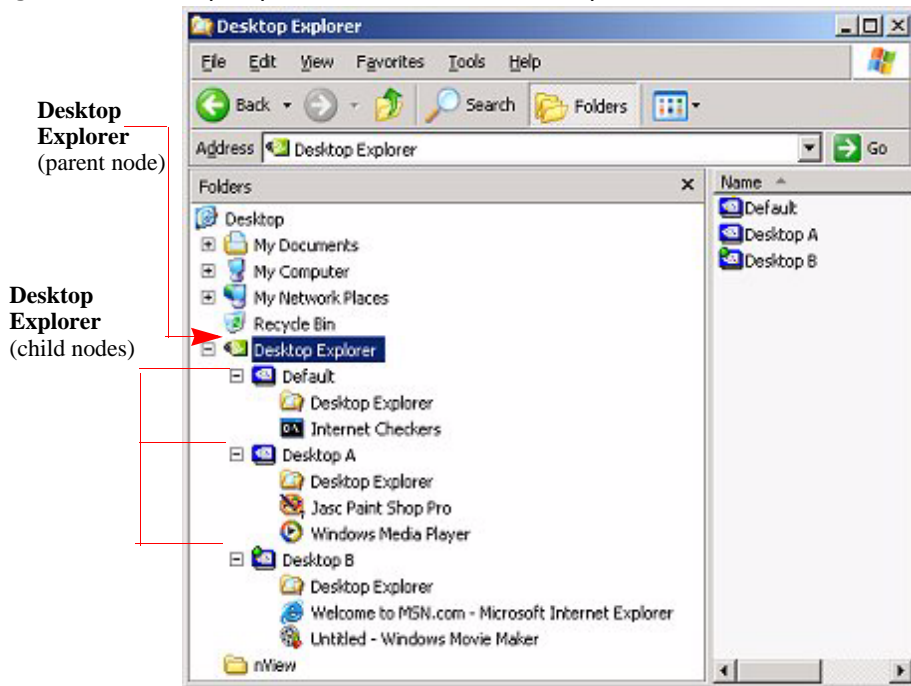 Desktop Explorer
File Edit View Favorites Tools Help
Back Search Folders
Address Desktop Explorer Go
Desktop
Explorer
(parent node)
Folders x
Name
Desktop
My Documents
My Computer
My Network Places
Recycle Bin
Desktop Explorer
Default
Desktop Explorer
Internet Checkers
Desktop A
Desktop Explorer
Jasc Paint Shop Pro
Windows Media Player
Desktop B
Desktop Explorer
Welcome to MSN.com - Microsoft Internet Explorer
Untitled - Windows Movie Maker
nView
Default
Desktop A
Desktop B
Desktop
Explorer
(child nodes)